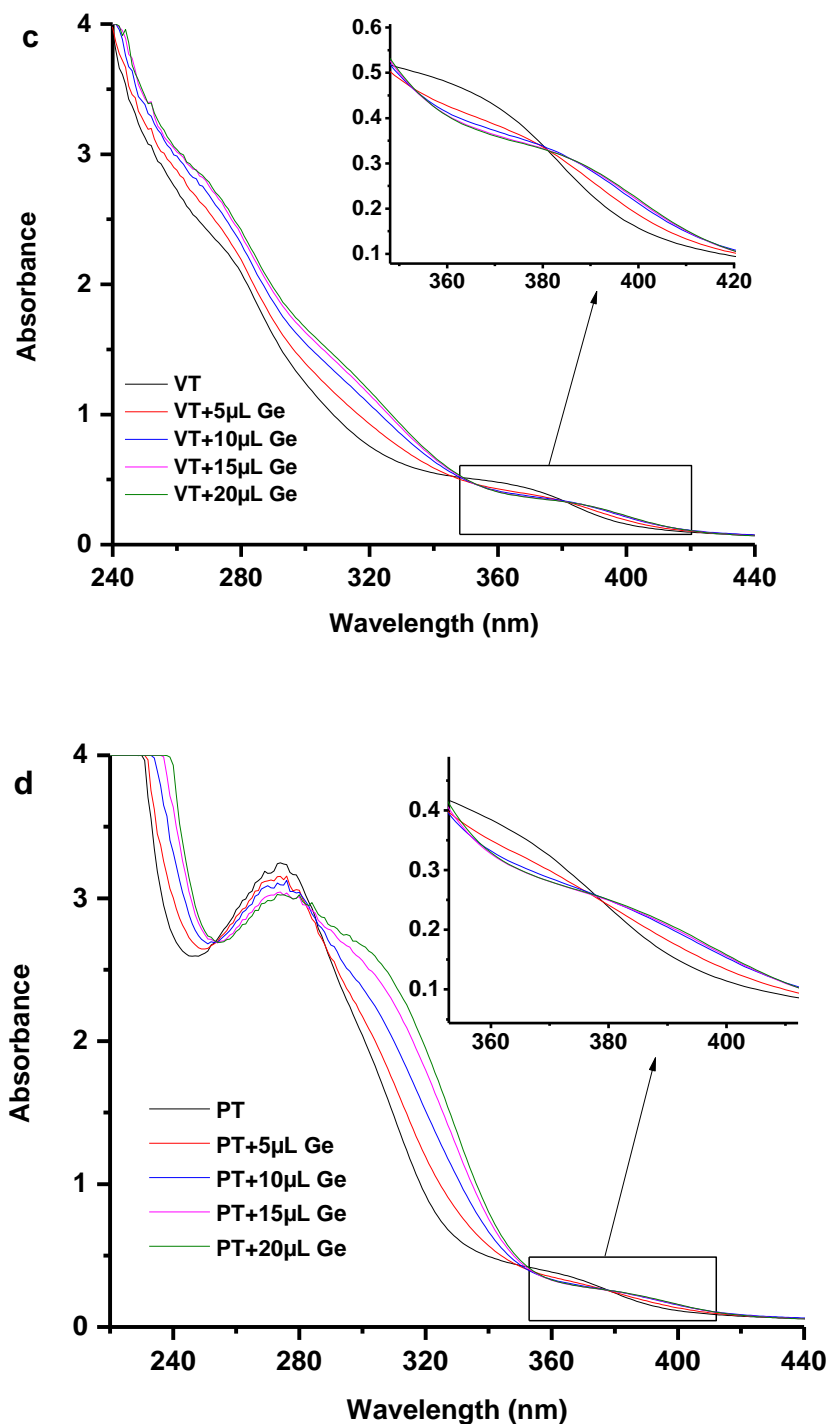 c
4
3
2
1
0
Absorbance
240
280
320
360
400
440
Wavelength (nm)
VT
VT+5µL Ge
VT+10µL Ge
VT+15µL Ge
VT+20µL Ge
0.6
0.5
0.4
0.3
0.2
0.1
360
380
400
420
d
4
3
2
1
0
Absorbance
240
280
320
360
400
440
Wavelength (nm)
PT
PT+5µL Ge
PT+10µL Ge
PT+15µL Ge
PT+20µL Ge
0.4
0.3
0.2
0.1
360
380
400